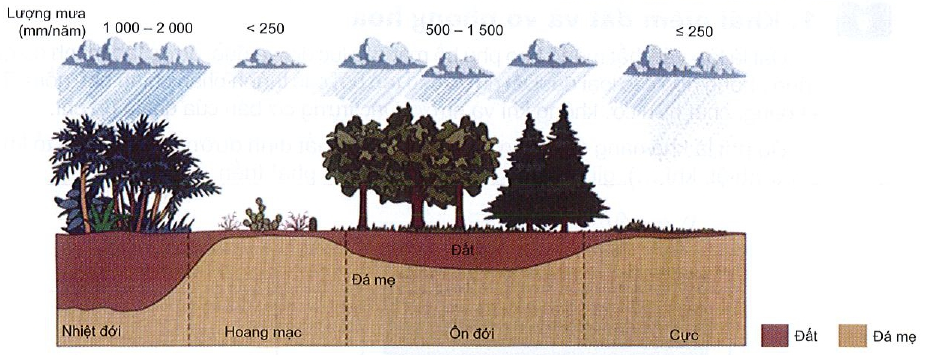 Lượng mưa
(mm/năm)
1 000 – 2 000
< 250
500 – 1 500
≤ 250
Đất
Đá mẹ
Nhiệt đới
Hoang mạc
Ôn đới
Cực
Đất
Đá mẹ